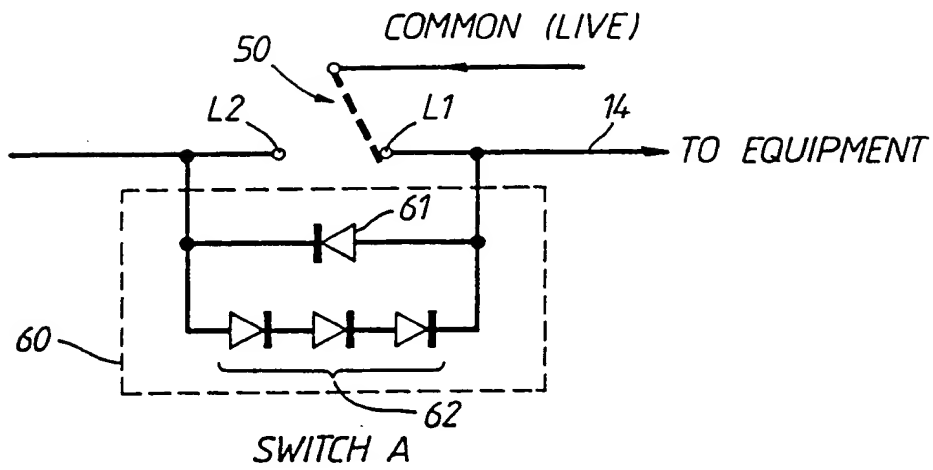 COMMON (LIVE)
50
L2
L1
14
TO EQUIPMENT
61
60
62
SWITCH A